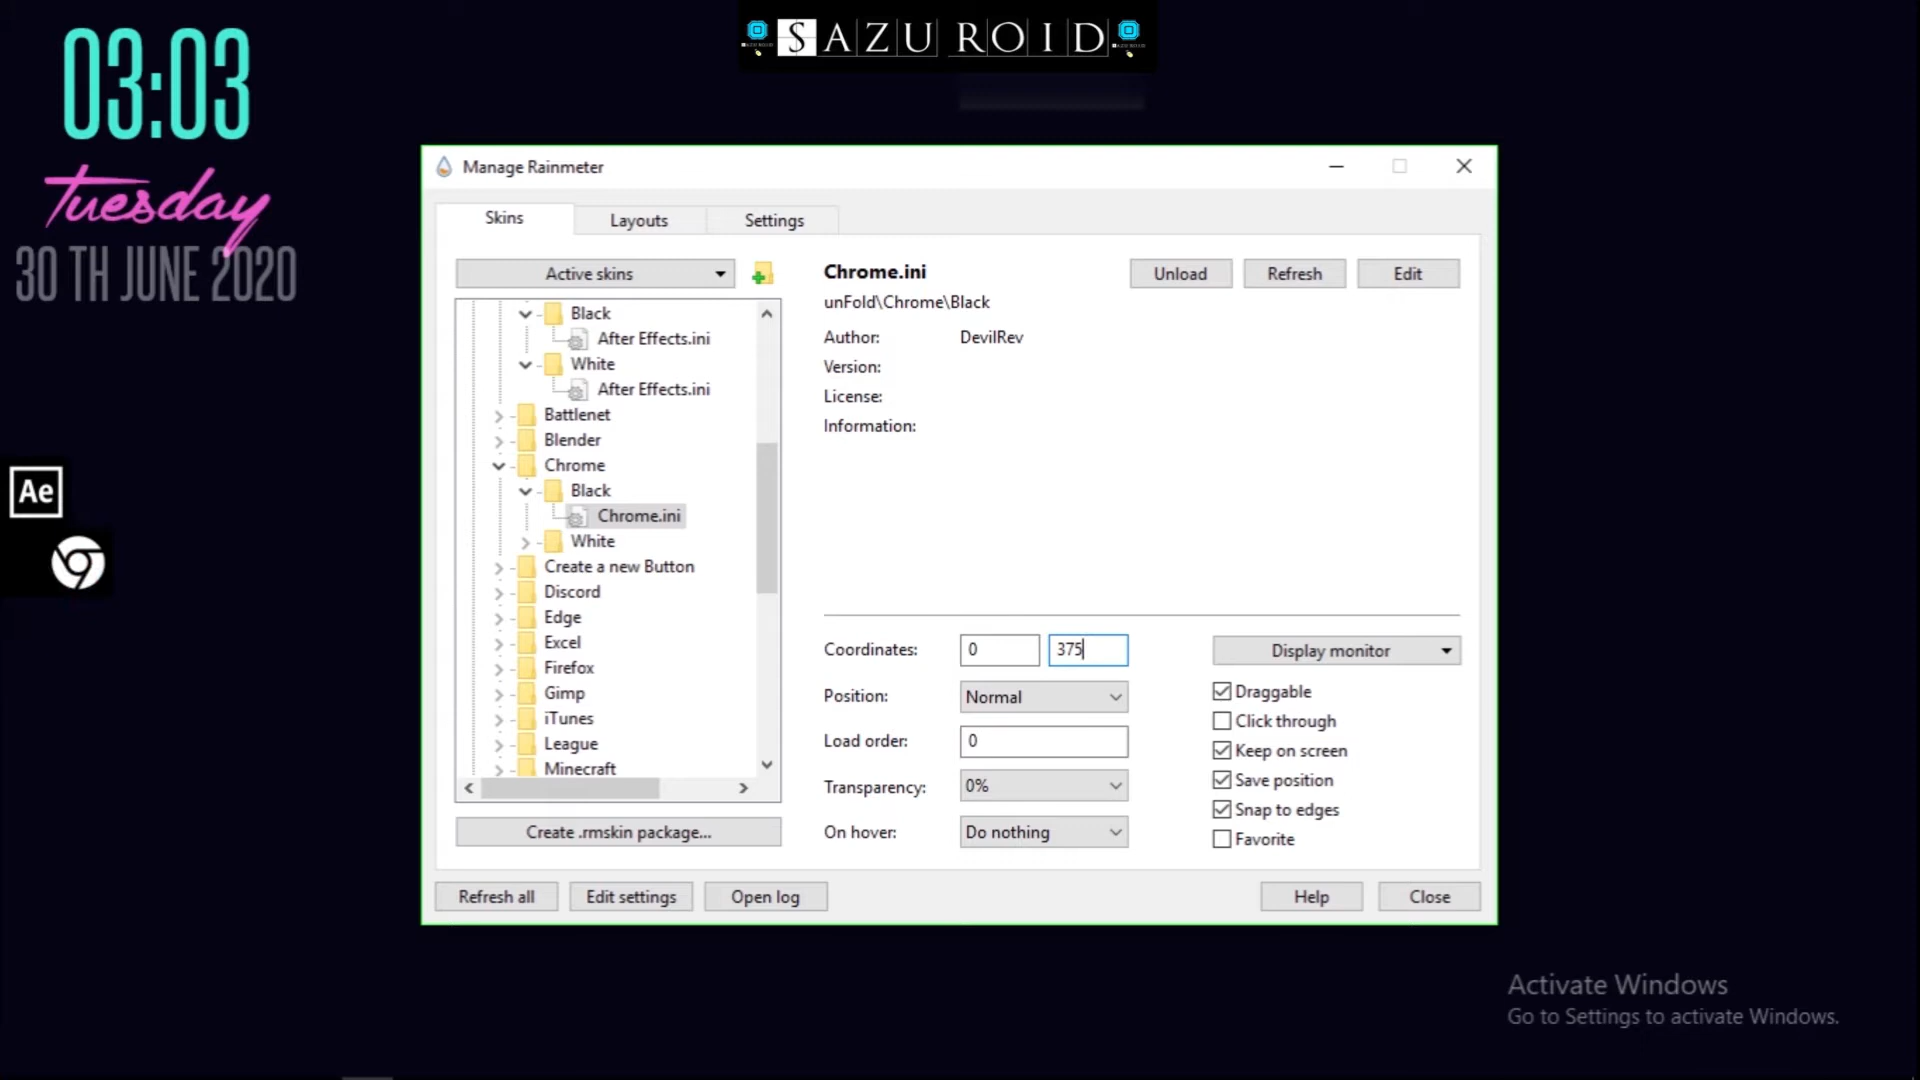 SAZU ROID
03:03
Tuesday
30 TH JUNE 2020
Ae
Manage Rainmeter
Skins
Layouts
Settings
Active skins
Black
After Effects.ini
White
After Effects.ini
Battlenet
Blender
Chrome
Black
Chrome.ini
White
Create a new Button
Discord
Edge
Excel
Firefox
Gimp
iTunes
League
Minecraft
Create .rmskin package...
Chrome.ini
Unload
Refresh
Edit
unFold\Chrome\Black
Author: DevilRev
Version:
License:
Information:
Coordinates: 0 375
Position: Normal
Load order: 0
Transparency: 0%
On hover: Do nothing
Display monitor
Draggable
Click through
Keep on screen
Save position
Snap to edges
Favorite
Refresh all
Edit settings
Open log
Help
Close
Activate Windows
Go to Settings to activate Windows.